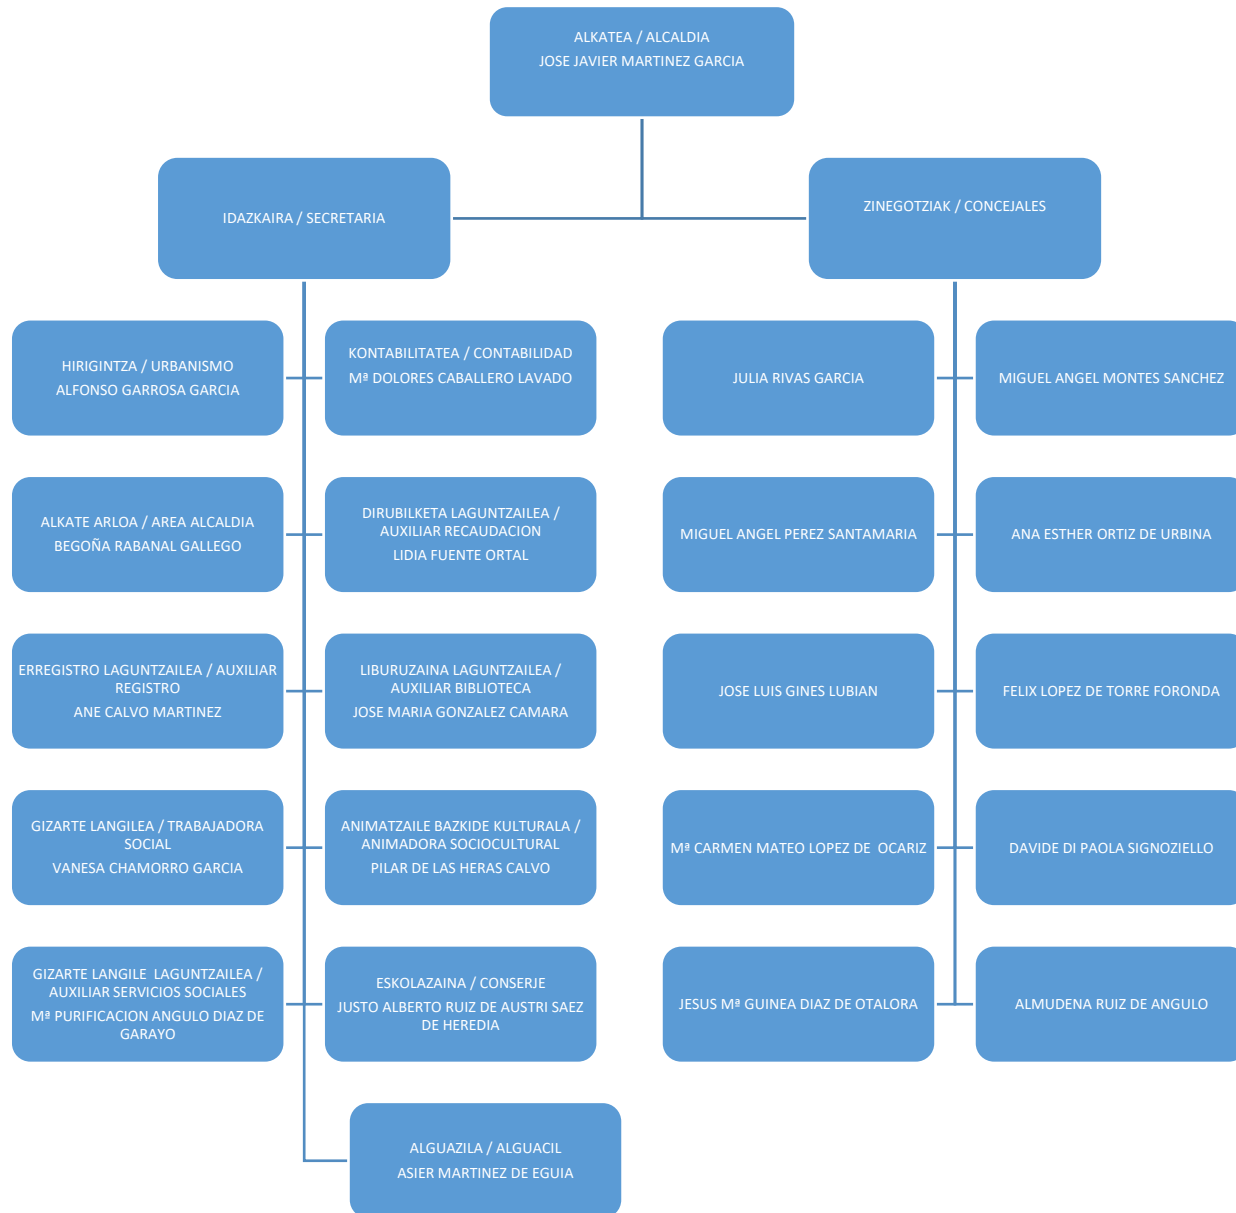 ALKATEA / ALCALDIA
JOSE JAVIER MARTINEZ GARCIA
IDAZKAIRA / SECRETARIA
ZINEGOTZIAK / CONCEJALES
HIRIGINTZA / URBANISMO
ALFONSO GARROSA GARCIA
KONTABILITATEA / CONTABILIDAD
Mª DOLORES CABALLERO LAVADO
JULIA RIVAS GARCIA
MIGUEL ANGEL MONTES SANCHEZ
ALKATE ARLOA / AREA ALCALDIA
BEGOÑA RABANAL GALLEGO
DIRUBILKETA LAGUNTZAILEA /
AUXILIAR RECAUDACION
LIDIA FUENTE ORTAL
MIGUEL ANGEL PEREZ SANTAMARIA
ANA ESTHER ORTIZ DE URBINA
ERREGISTRO LAGUNTZAILEA / AUXILIAR
REGISTRO
ANE CALVO MARTINEZ
LIBURUZAINA LAGUNTZAILEA /
AUXILIAR BIBLIOTECA
JOSE MARIA GONZALEZ CAMARA
JOSE LUIS GINES LUBIAN
FELIX LOPEZ DE TORRE FORONDA
GIZARTE LANGILEA / TRABAJADORA
SOCIAL
VANESA CHAMORRO GARCIA
ANIMATZAILE BAZKIDE KULTURALA /
ANIMADORA SOCIOCULTURAL
PILAR DE LAS HERAS CALVO
Mª CARMEN MATEO LOPEZ DE OCARIZ
DAVIDE DI PAOLA SIGNOZIELLO
GIZARTE LANGILE LAGUNTZAILEA /
AUXILIAR SERVICIOS SOCIALES
Mª PURIFICACION ANGULO DIAZ DE
GARAYO
ESKOLAZAINA / CONSERJE
JUSTO ALBERTO RUIZ DE AUSTRI SAEZ
DE HEREDIA
JESUS Mª GUINEA DIAZ DE OTALORA
ALMUDENA RUIZ DE ANGULO
ALGUAZILA / ALGUACIL
ASIER MARTINEZ DE EGUIA